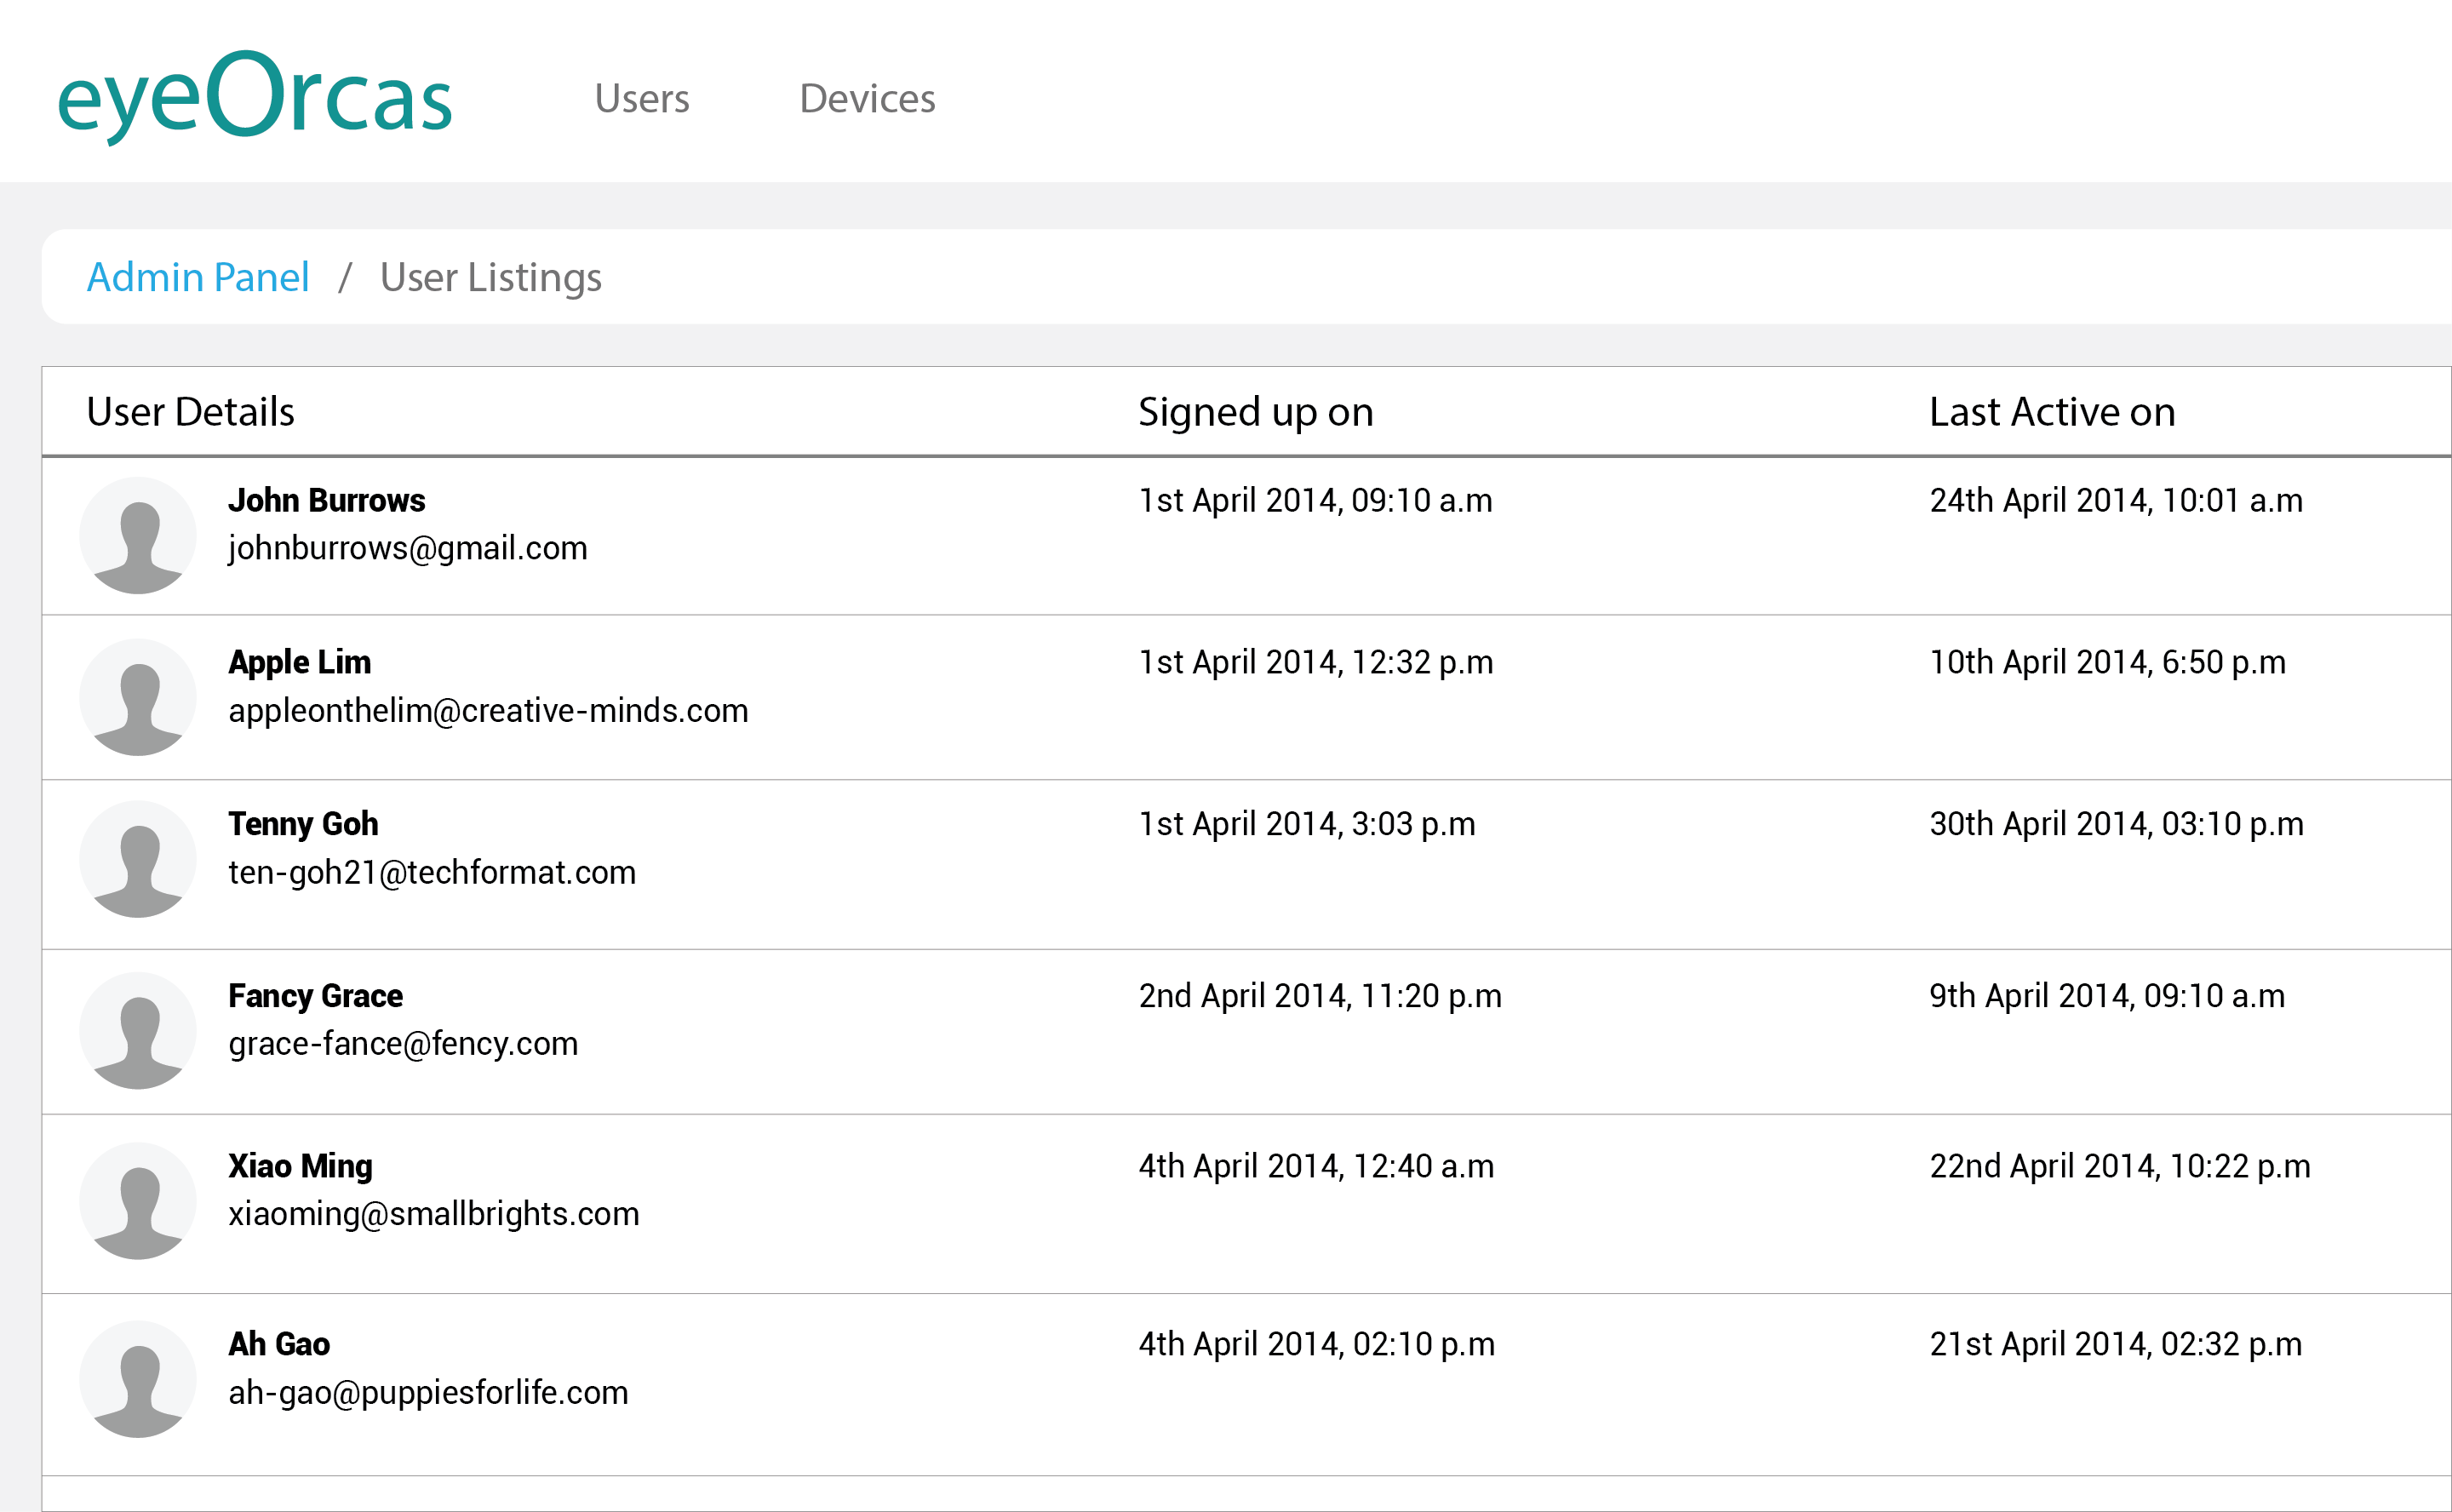 eyeOrcas Users Devices
Admin Panel / User Listings
User Details Signed up on Last Active on
John Burrows 1st April 2014, 09:10 a.m 24th April 2014, 10:01 a.m
johnburrows@gmail.com
Apple Lim 1st April 2014, 12:32 p.m 10th April 2014, 6:50 p.m
appleonthelim@creative-minds.com
Tenny Goh 1st April 2014, 3:03 p.m 30th April 2014, 03:10 p.m
ten-goh21@techformat.com
Fancy Grace 2nd April 2014, 11:20 p.m 9th April 2014, 09:10 a.m
grace-fance@fency.com
Xiao Ming 4th April 2014, 12:40 a.m 22nd April 2014, 10:22 p.m
xiaoming@smallbrights.com
Ah Gao 4th April 2014, 02:10 p.m 21st April 2014, 02:32 p.m
ah-gao@puppiesforlife.com